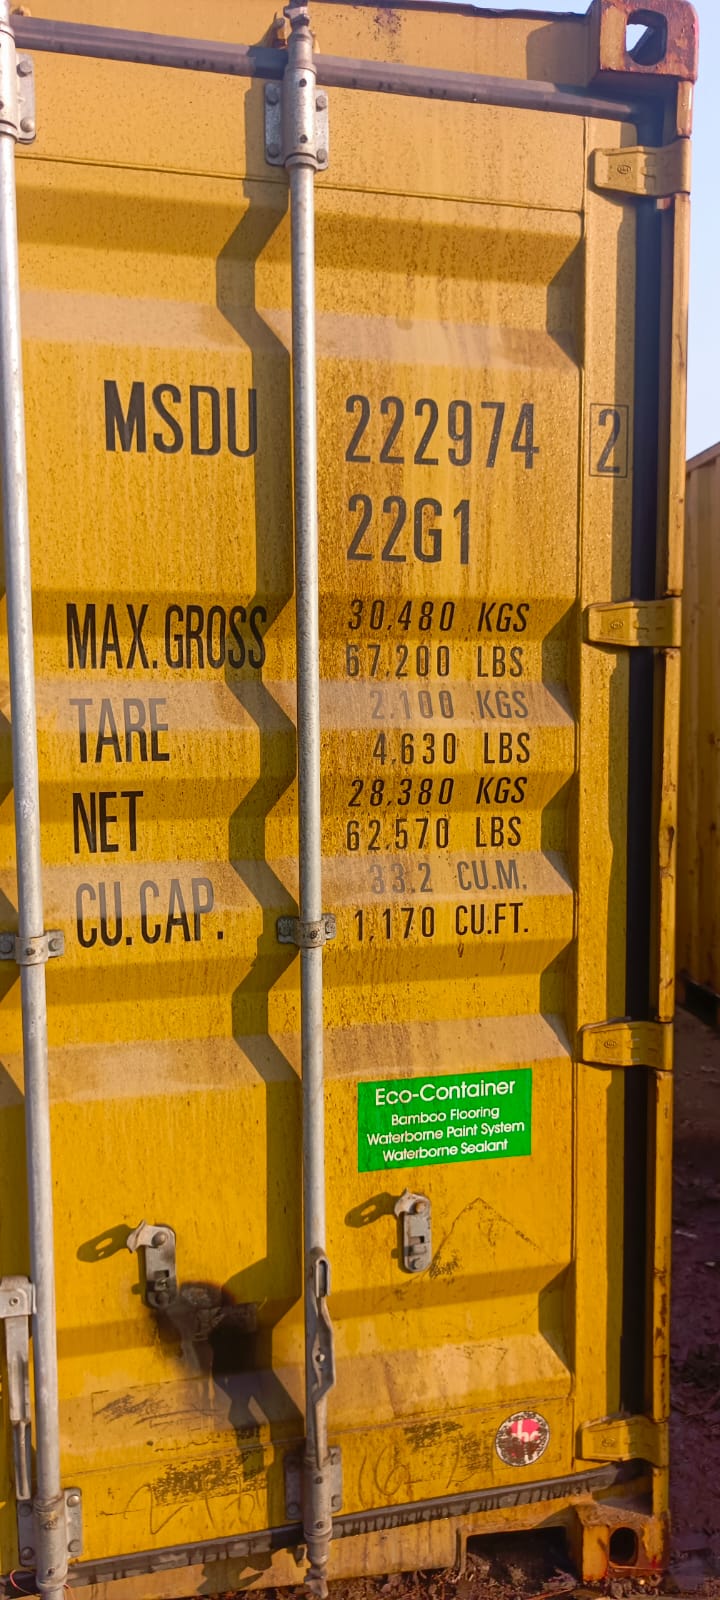 MSDU 222974 2
22G1
MAX. GROSS 30.480 KGS
67,200 LBS
TARE 2.100 KGS
4,630 LBS
NET 28,380 KGS
62,570 LBS
CU. CAP. 33.2 CU.M.
1,170 CU.FT.
Eco-Container
Bamboo Flooring
Waterborne Paint System
Waterborne Sealant